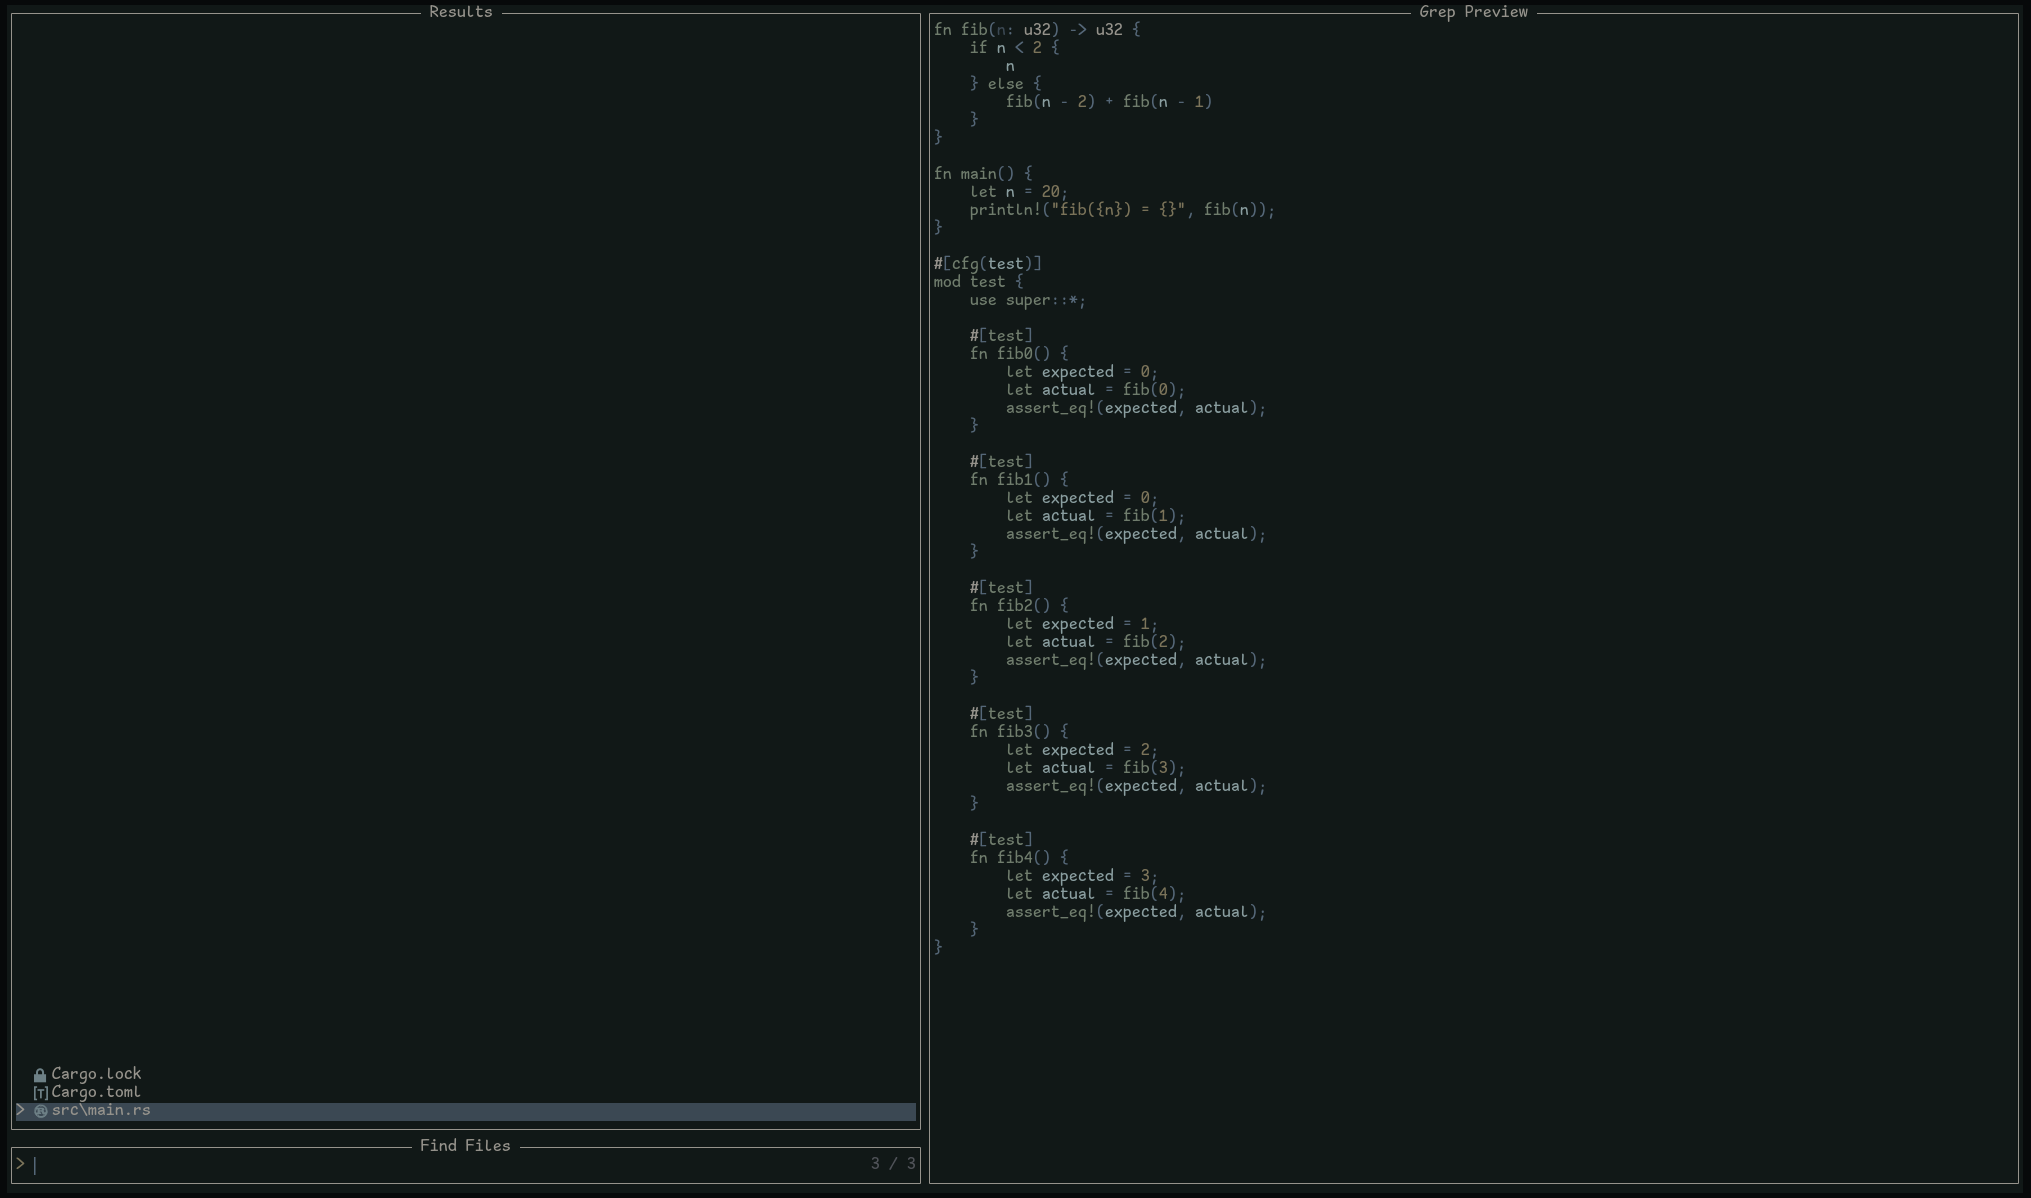 Results
Cargo.lock
[T] Cargo.toml
> src\main.rs
Find Files
> 3 / 3
Grep Preview
fn fib(n: u32) -> u32 {
    if n < 2 {
        n
    } else {
        fib(n - 2) + fib(n - 1)
    }
}

fn main() {
    let n = 20;
    println!("fib({n}) = {}", fib(n));
}

#[cfg(test)]
mod test {
    use super::*;

    #[test]
    fn fib0() {
        let expected = 0;
        let actual = fib(0);
        assert_eq!(expected, actual);
    }

    #[test]
    fn fib1() {
        let expected = 0;
        let actual = fib(1);
        assert_eq!(expected, actual);
    }

    #[test]
    fn fib2() {
        let expected = 1;
        let actual = fib(2);
        assert_eq!(expected, actual);
    }

    #[test]
    fn fib3() {
        let expected = 2;
        let actual = fib(3);
        assert_eq!(expected, actual);
    }

    #[test]
    fn fib4() {
        let expected = 3;
        let actual = fib(4);
        assert_eq!(expected, actual);
    }
}